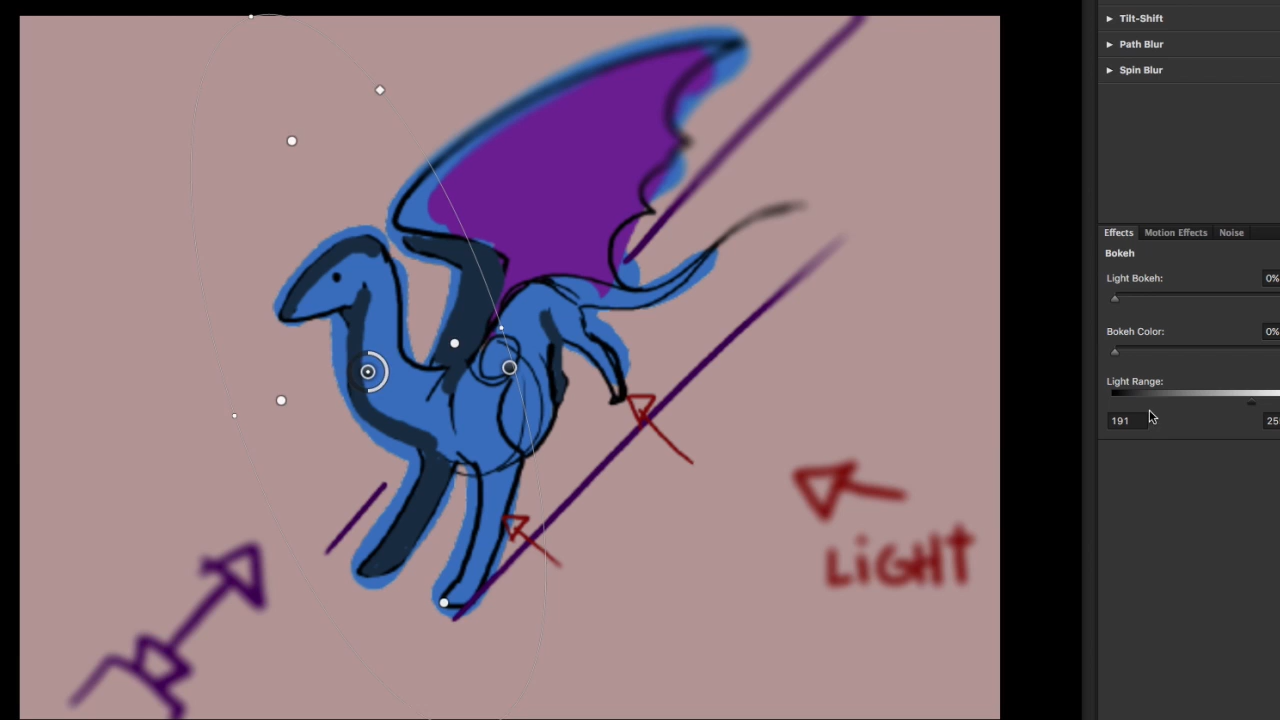 Tilt-Shift
Path Blur
Spin Blur
Effects Motion Effects Noise
Bokeh
Light Bokeh: 0%
Bokeh Color: 0%
Light Range:
191 25
LIGHT